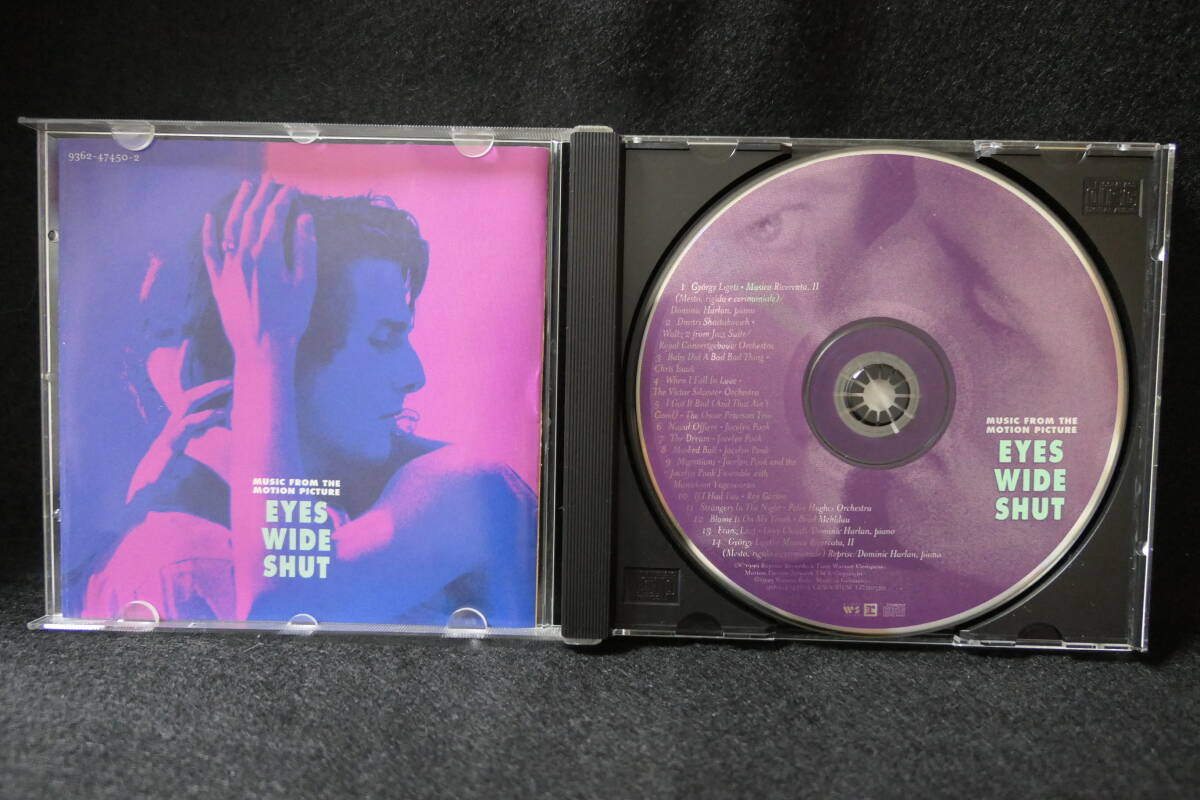 9362-47450-2
MUSIC FROM THE
MOTION PICTURE
EYES
WIDE
SHUT
1 György Ligeti • Musica Ricercata, II
(Mesto, rigido e cerimoniale)/
Dominic Harlan, piano
2 Dmitri Shostakovich •
Waltz 2 from Jazz Suite/
Royal Concertgebouw Orchestra
3 Baby Did A Bad Bad Thing •
Chris Isaak
4 When I Fall In Love •
The Victor Silvester Orchestra
5 I Got It Bad (And That Ain't
Good) • The Oscar Peterson Trio
6 Naval Officer • Jocelyn Pook
7 The Dream • Jocelyn Pook
8 Masked Ball • Jocelyn Pook
9 Migrations • Jocelyn Pook and the
Jocelyn Pook Ensemble with
Manickam Yogeswaran
10 If I Had You • Roy Gerson
11 Strangers In The Night • Peter Hughes Orchestra
12 Blame It On My Youth • Brad Mehldau
13 Franz Liszt • Grey Clouds/Dominic Harlan, piano
14 György Ligeti • Musica Ricercata, II
(Mesto, rigido e cerimoniale) Reprise/Dominic Harlan, piano
MUSIC FROM THE
MOTION PICTURE
EYES
WIDE
SHUT